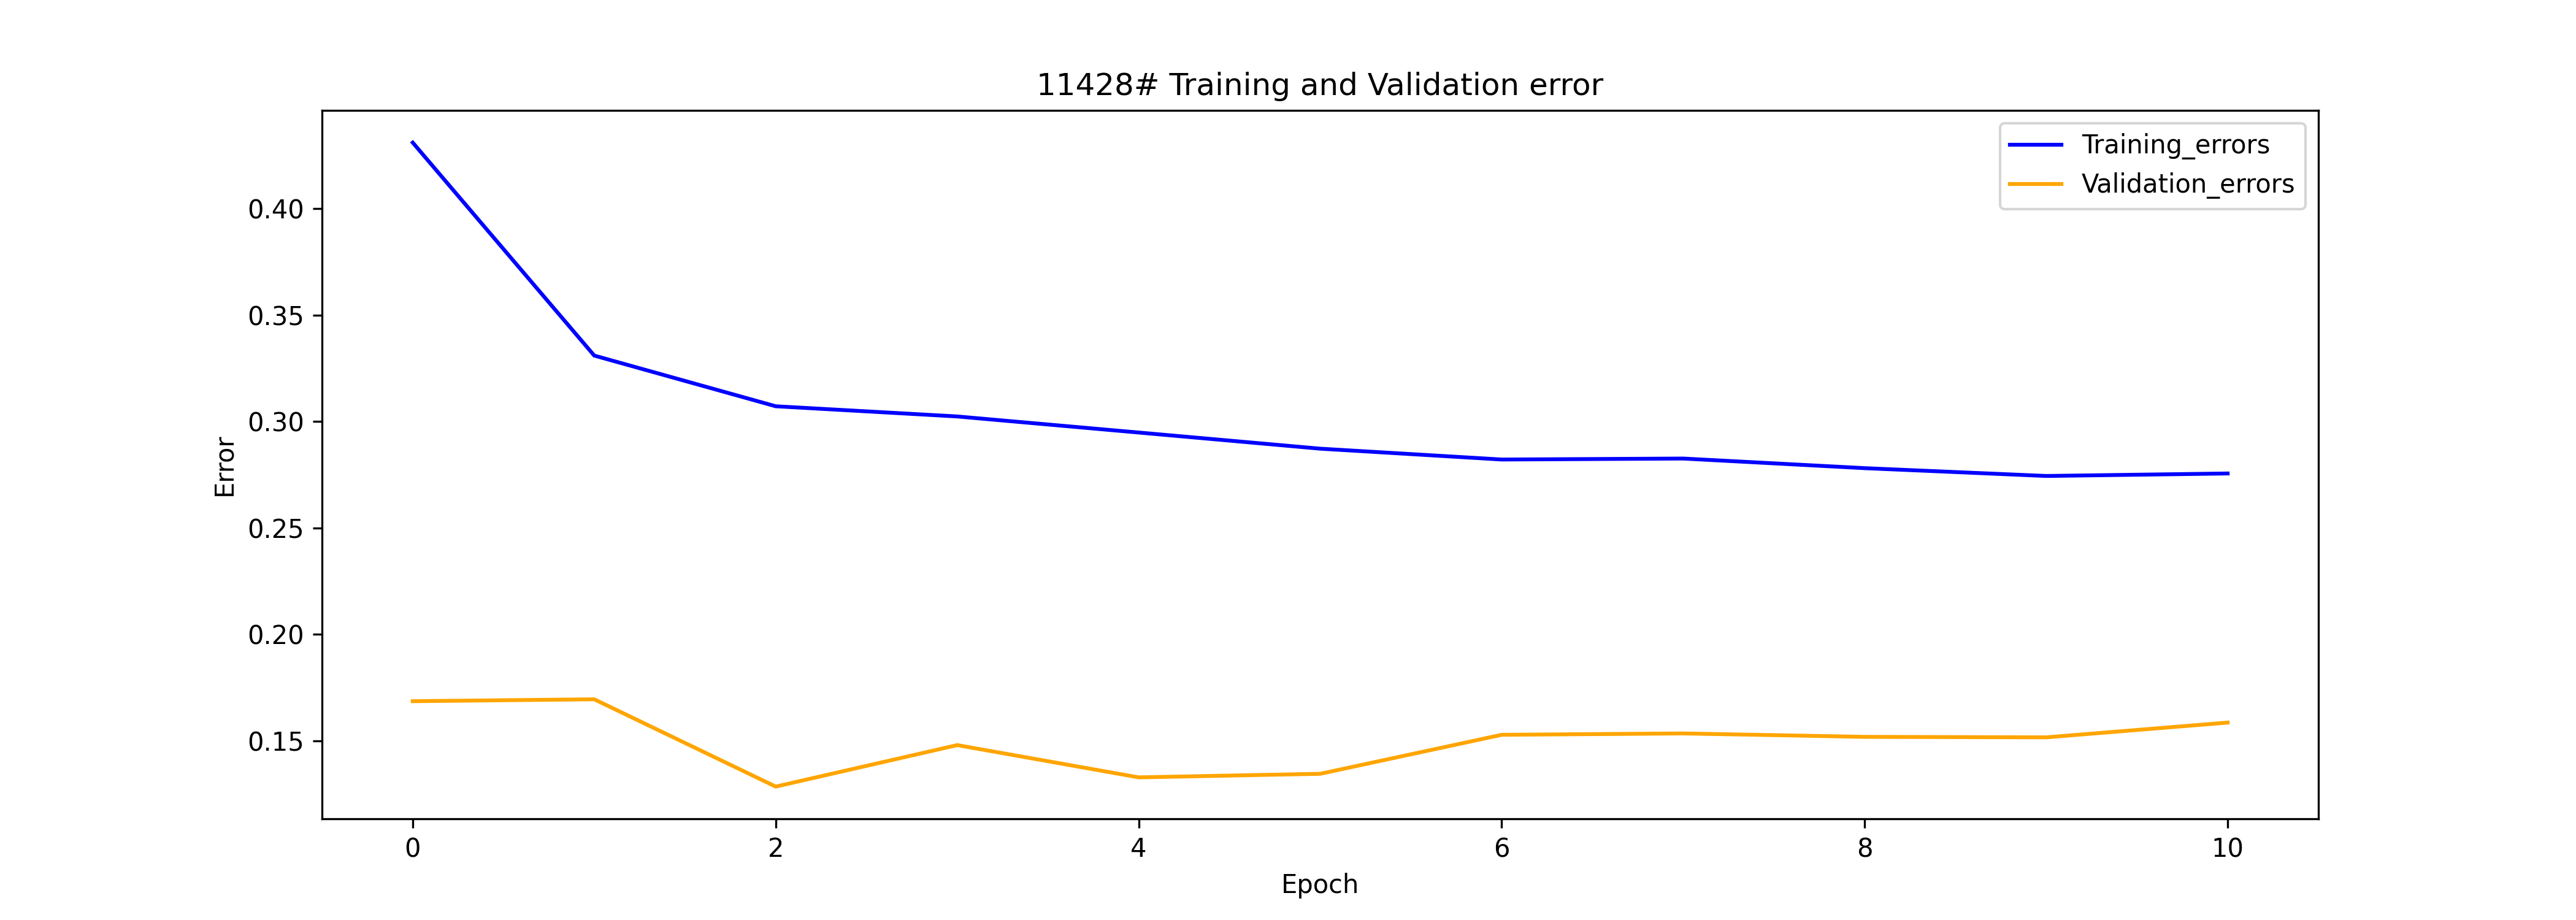 11428# Training and Validation error
Training_errors
Validation_errors
0.40
0.35
0.30
0.25
0.20
0.15
Error
0 2 4 6 8 10
Epoch